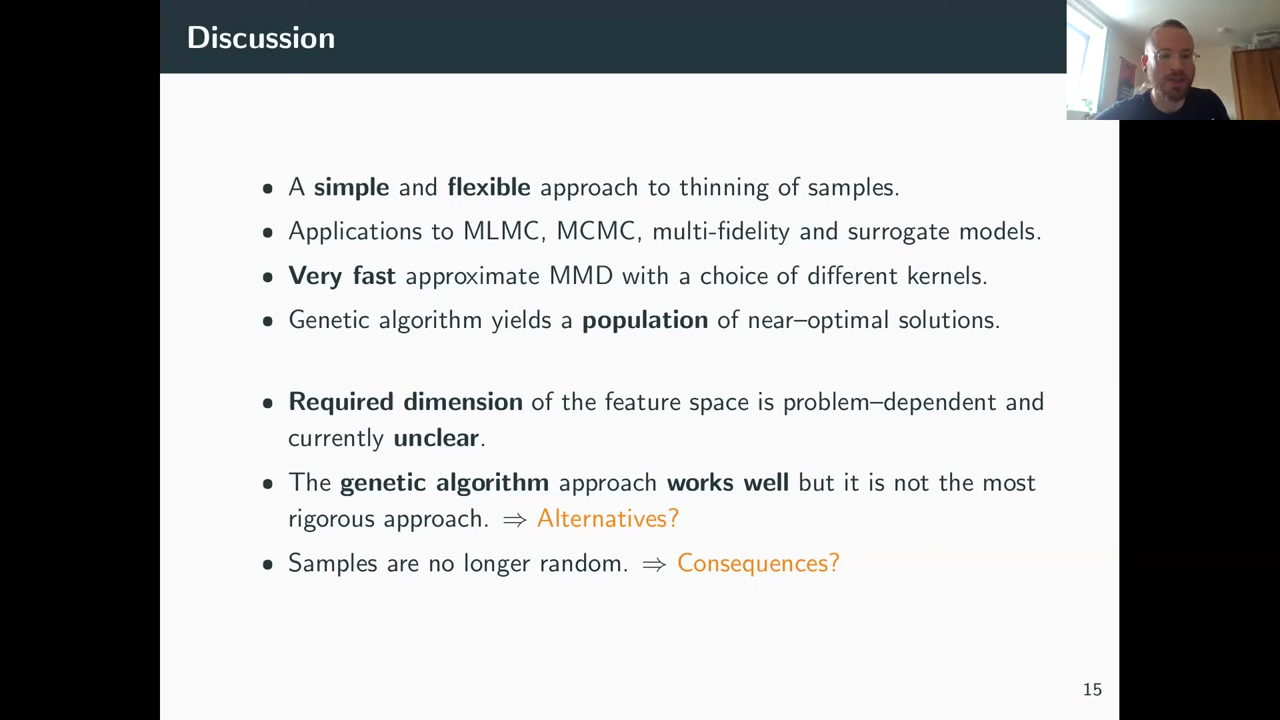 Discussion
• A simple and flexible approach to thinning of samples.
• Applications to MLMC, MCMC, multi-fidelity and surrogate models.
• Very fast approximate MMD with a choice of different kernels.
• Genetic algorithm yields a population of near–optimal solutions.
• Required dimension of the feature space is problem–dependent and
currently unclear.
• The genetic algorithm approach works well but it is not the most
rigorous approach. ⇒ Alternatives?
• Samples are no longer random. ⇒ Consequences?
15